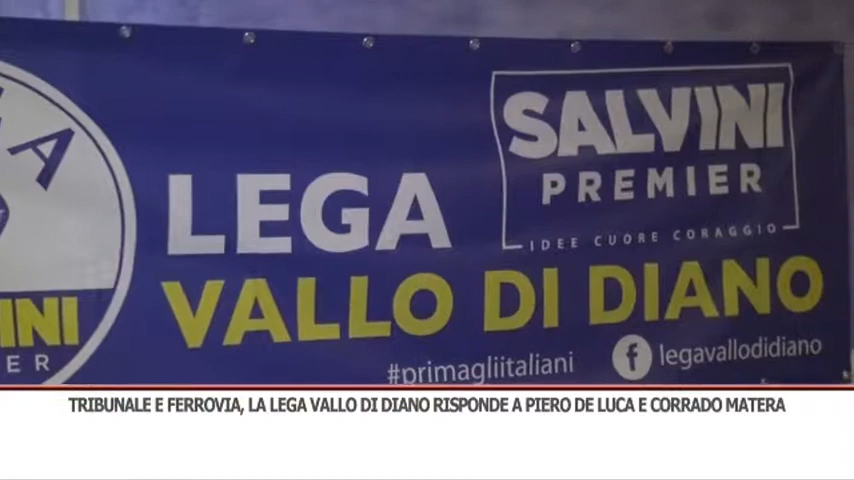 SALVINI
PREMIER
IDEE CUORE CORAGGIO
LEGA
VALLO DI DIANO
#primagliitaliani
legavallodidiano
TRIBUNALE E FERROVIA, LA LEGA VALLO DI DIANO RISPONDE A PIERO DE LUCA E CORRADO MATERA